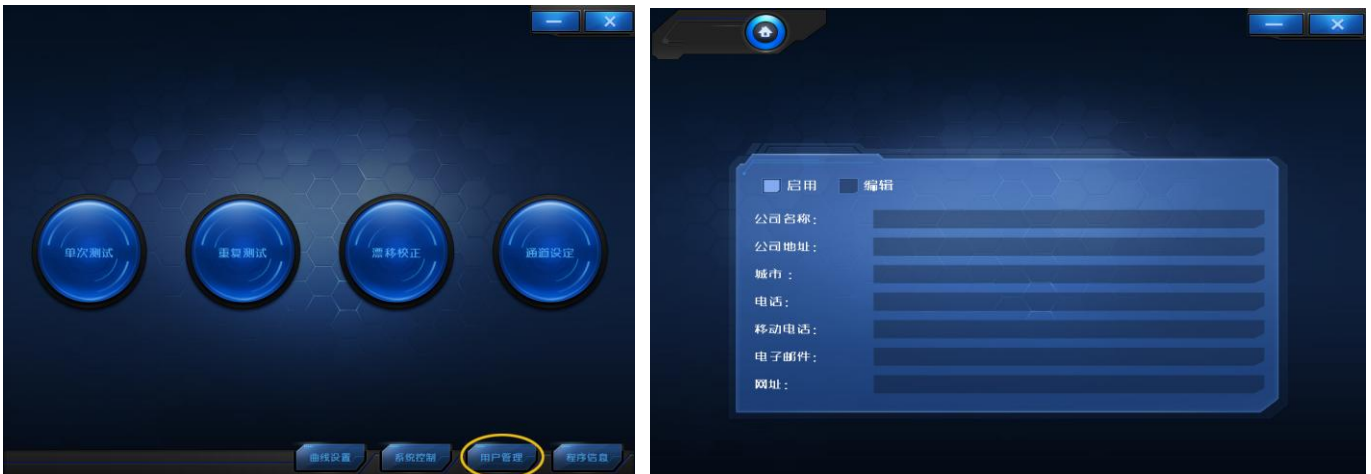 单次测试
重复测试
漂移校正
通道设定
曲线设置
系统控制
用户管理
程序信息
启用
编辑
公司名称:
公司地址:
城市 :
电话:
移动电话:
电子邮件:
网址: